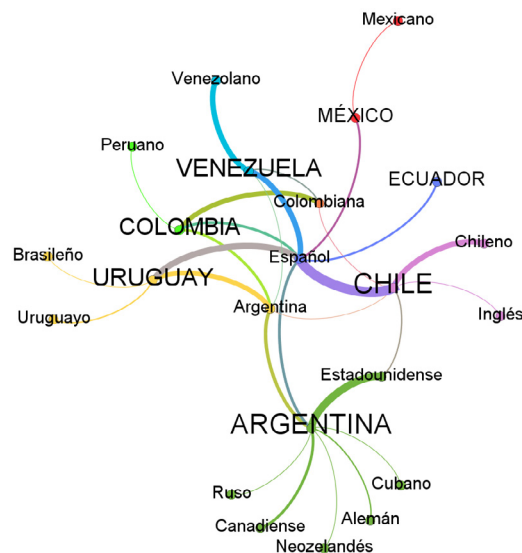 Mexicano
Venezolano
MÉXICO
Peruano
VENEZUELA
ECUADOR
Colombiana
COLOMBIA
Chileno
Brasileño
Español
URUGUAY
CHILE
Uruguayo
Argentina
Inglés
Estadounidense
ARGENTINA
Cubano
Ruso
Alemán
Canadiense
Neozelandés